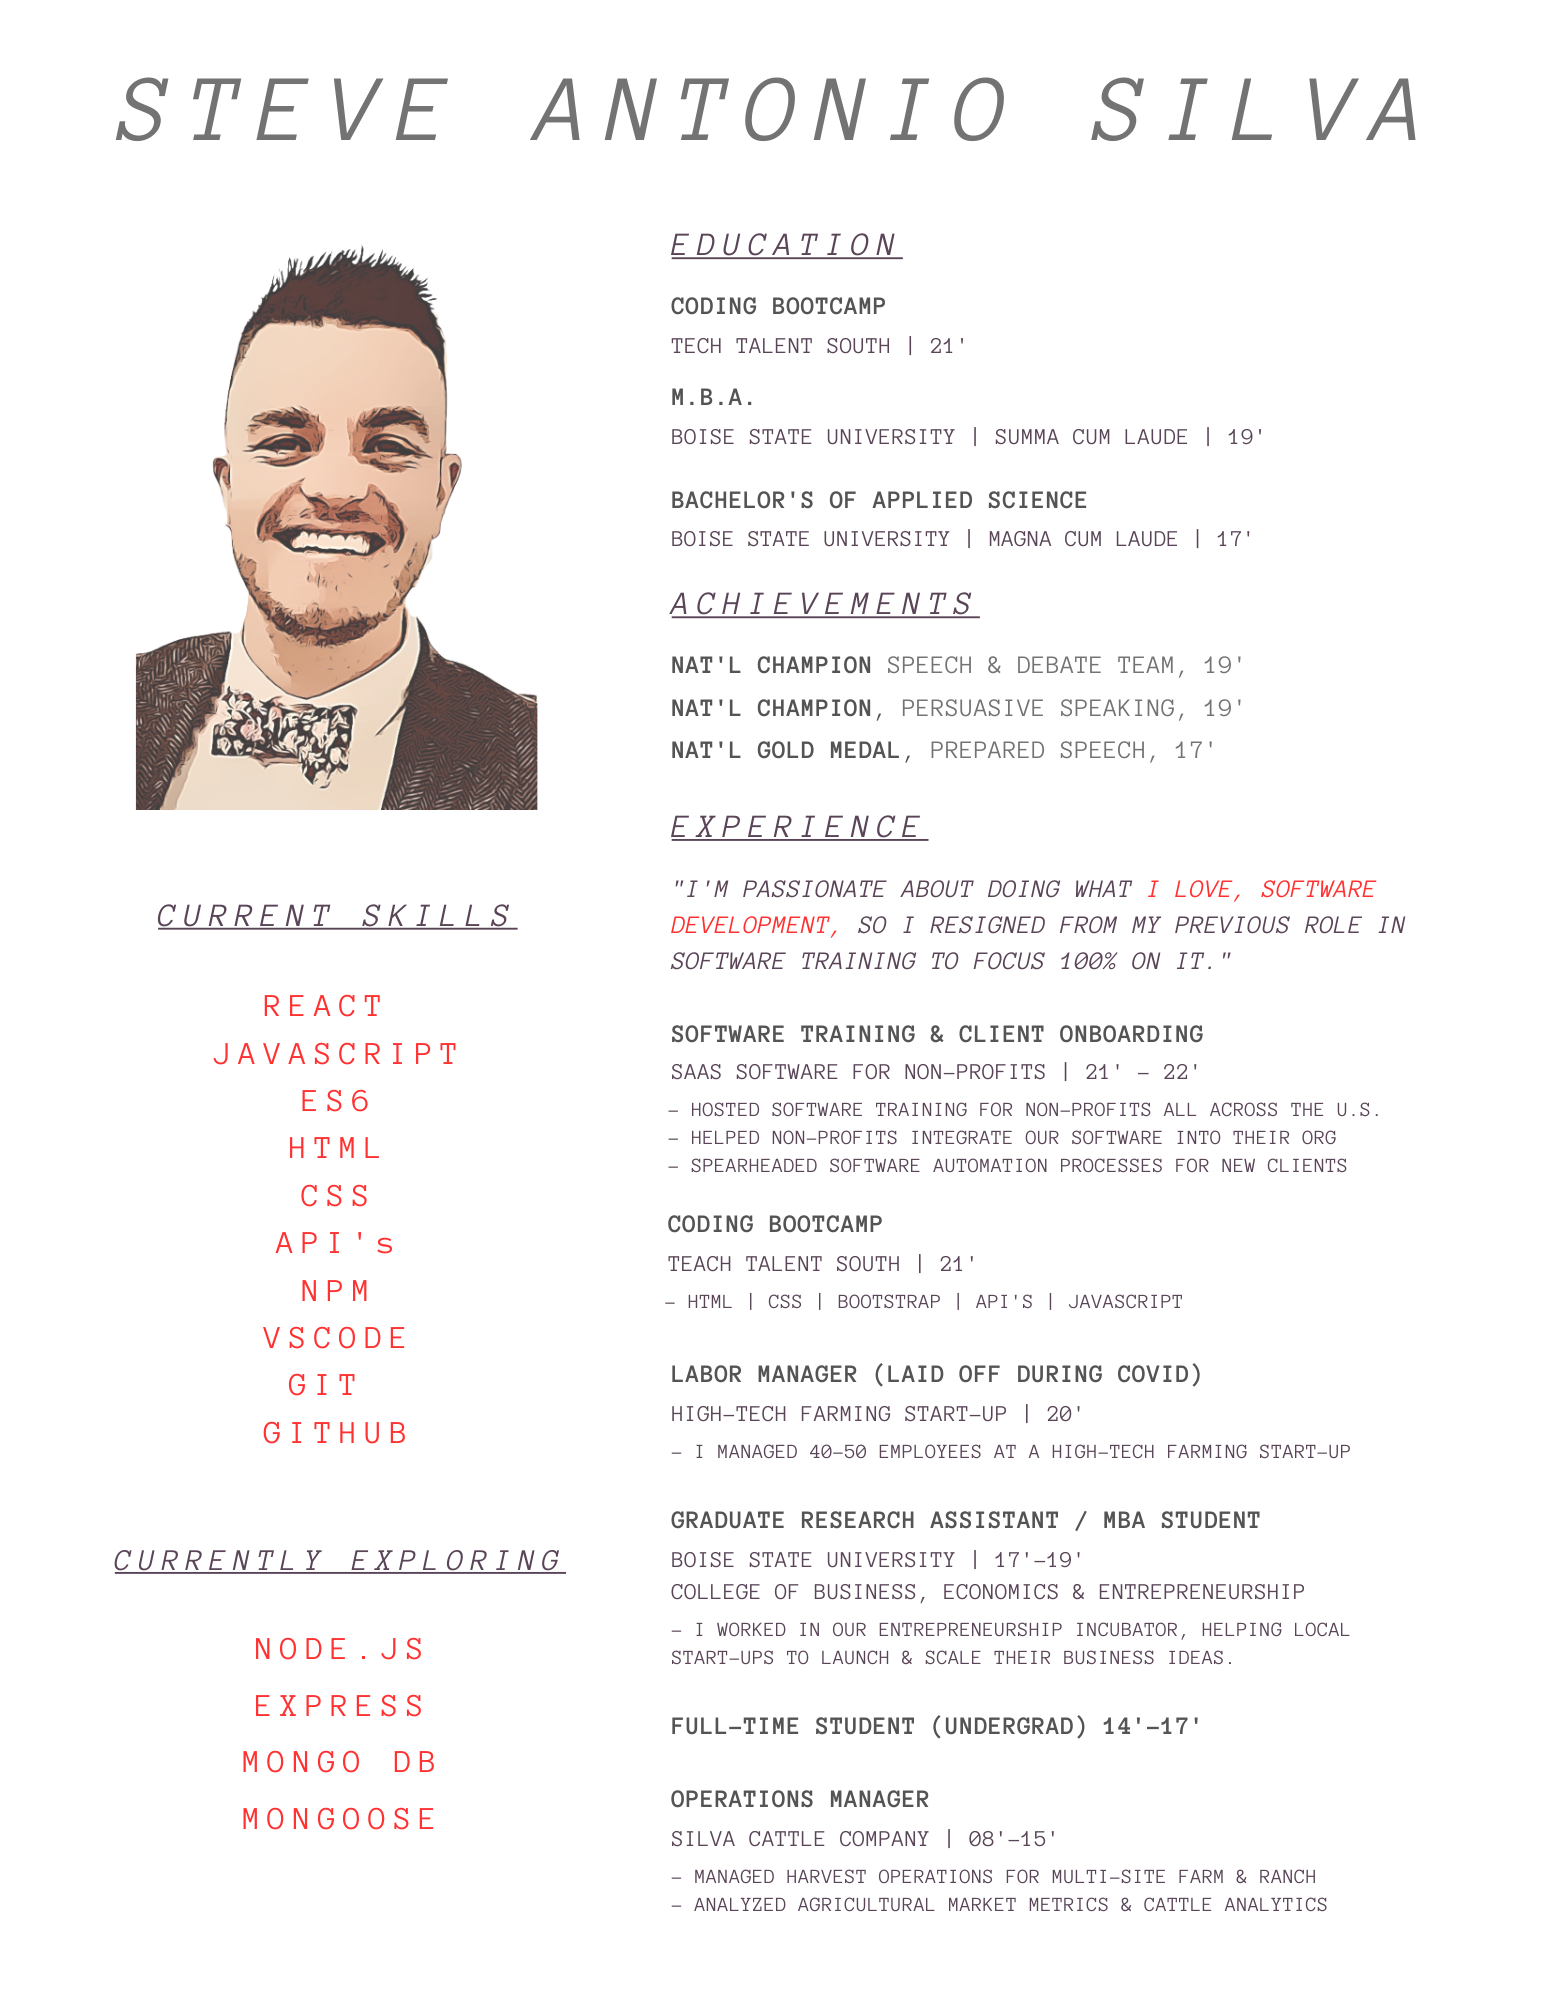 STEVE ANTONIO SILVA
EDUCATION
CODING BOOTCAMP
TECH TALENT SOUTH | 21'
M.B.A.
BOISE STATE UNIVERSITY | SUMMA CUM LAUDE | 19'
BACHELOR'S OF APPLIED SCIENCE
BOISE STATE UNIVERSITY | MAGNA CUM LAUDE | 17'
ACHIEVEMENTS
NAT'L CHAMPION SPEECH & DEBATE TEAM, 19'
NAT'L CHAMPION, PERSUASIVE SPEAKING, 19'
NAT'L GOLD MEDAL, PREPARED SPEECH, 17'
EXPERIENCE
"I'M PASSIONATE ABOUT DOING WHAT I LOVE, SOFTWARE
DEVELOPMENT, SO I RESIGNED FROM MY PREVIOUS ROLE IN
SOFTWARE TRAINING TO FOCUS 100% ON IT."
SOFTWARE TRAINING & CLIENT ONBOARDING
SAAS SOFTWARE FOR NON-PROFITS | 21' - 22'
- HOSTED SOFTWARE TRAINING FOR NON-PROFITS ALL ACROSS THE U.S.
- HELPED NON-PROFITS INTEGRATE OUR SOFTWARE INTO THEIR ORG
- SPEARHEADED SOFTWARE AUTOMATION PROCESSES FOR NEW CLIENTS
CODING BOOTCAMP
TEACH TALENT SOUTH | 21'
- HTML | CSS | BOOTSTRAP | API'S | JAVASCRIPT
LABOR MANAGER (LAID OFF DURING COVID)
HIGH-TECH FARMING START-UP | 20'
- I MANAGED 40-50 EMPLOYEES AT A HIGH-TECH FARMING START-UP
GRADUATE RESEARCH ASSISTANT / MBA STUDENT
BOISE STATE UNIVERSITY | 17'-19'
COLLEGE OF BUSINESS, ECONOMICS & ENTREPRENEURSHIP
- I WORKED IN OUR ENTREPRENEURSHIP INCUBATOR, HELPING LOCAL
START-UPS TO LAUNCH & SCALE THEIR BUSINESS IDEAS.
FULL-TIME STUDENT (UNDERGRAD) 14'-17'
OPERATIONS MANAGER
SILVA CATTLE COMPANY | 08'-15'
- MANAGED HARVEST OPERATIONS FOR MULTI-SITE FARM & RANCH
- ANALYZED AGRICULTURAL MARKET METRICS & CATTLE ANALYTICS
CURRENT SKILLS
REACT
JAVASCRIPT
ES6
HTML
CSS
API's
NPM
VSCODE
GIT
GITHUB
CURRENTLY EXPLORING
NODE.JS
EXPRESS
MONGO DB
MONGOOSE